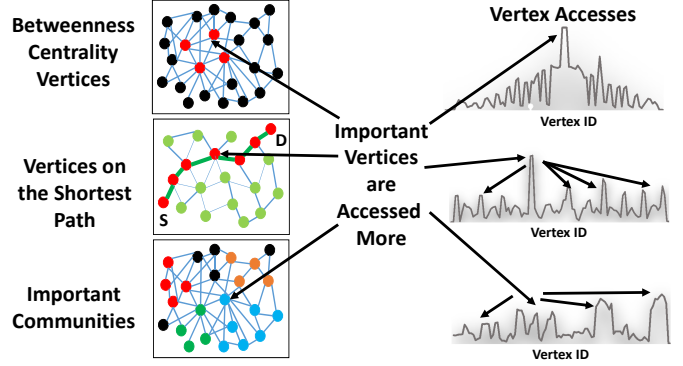 Betweenness
Centrality
Vertices
Vertex Accesses
Vertex ID
Important
Vertices
are
Accessed
More
Vertices on
the Shortest
Path
D
S
Vertex ID
Important
Communities
Vertex ID